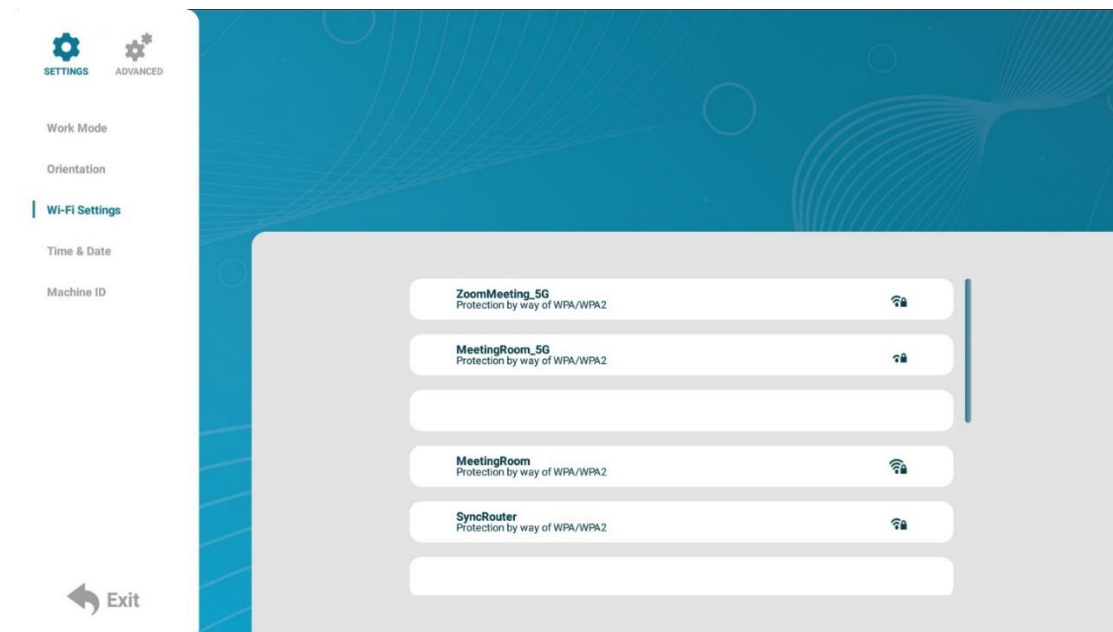 SETTINGS
ADVANCED
Work Mode
Orientation
Wi-Fi Settings
Time & Date
Machine ID
Exit
ZoomMeeting_5G
Protection by way of WPA/WPA2
MeetingRoom_5G
Protection by way of WPA/WPA2
MeetingRoom
Protection by way of WPA/WPA2
SyncRouter
Protection by way of WPA/WPA2